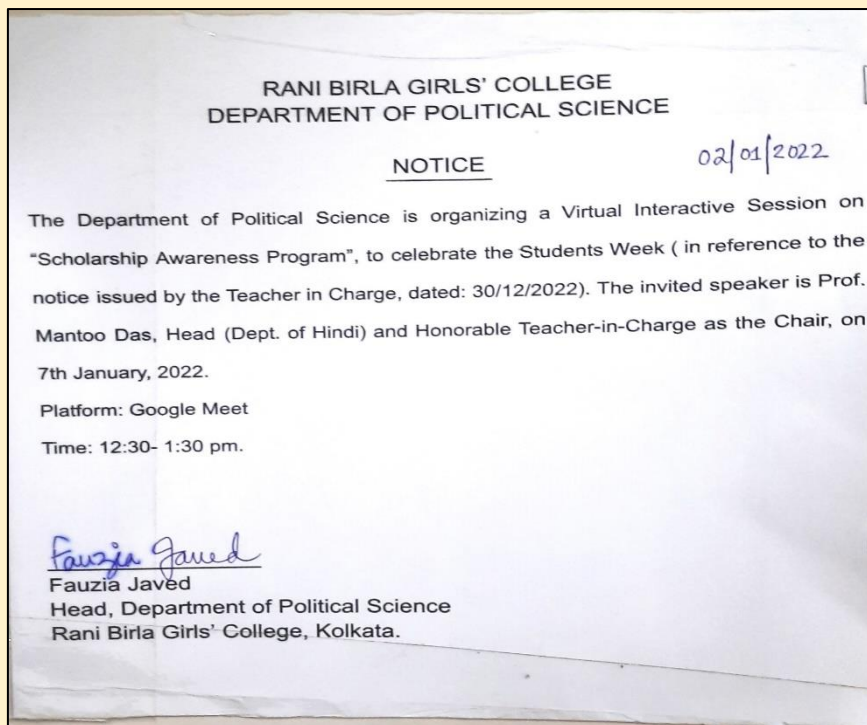 RANI BIRLA GIRLS' COLLEGE
DEPARTMENT OF POLITICAL SCIENCE
NOTICE
02/01/2022
The Department of Political Science is organizing a Virtual Interactive Session on
“Scholarship Awareness Program”, to celebrate the Students Week ( in reference to the
notice issued by the Teacher in Charge, dated: 30/12/2022). The invited speaker is Prof.
Mantoo Das, Head (Dept. of Hindi) and Honorable Teacher-in-Charge as the Chair, on
7th January, 2022.
Platform: Google Meet
Time: 12:30- 1:30 pm.
Fauzia Javed
Fauzia Javed
Head, Department of Political Science
Rani Birla Girls' College, Kolkata.